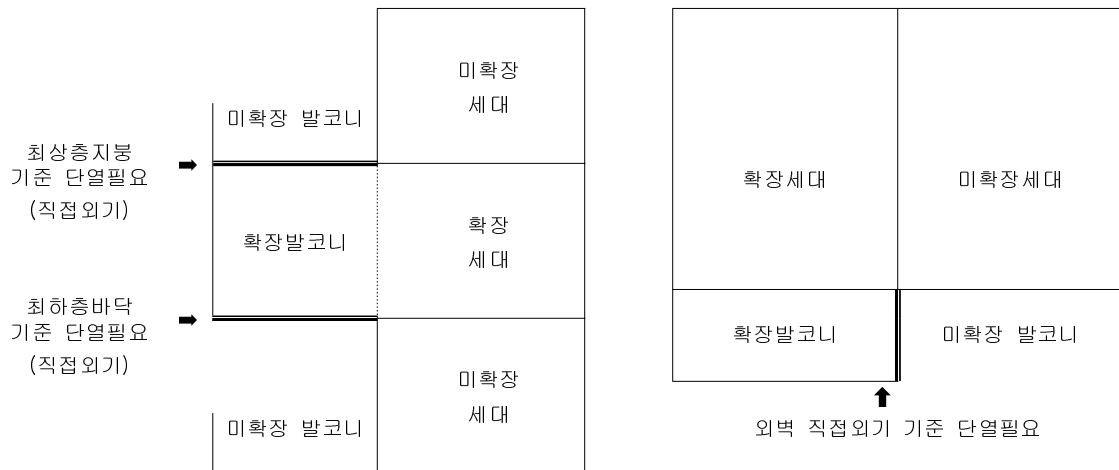 미확장
세대
미확장 발코니
최상층지붕
기준 단열필요
(직접외기)
확장발코니
확장
세대
최하층바닥
기준 단열필요
(직접외기)
미확장
세대
미확장 발코니
확장세대
미확장세대
확장발코니
미확장 발코니
외벽 직접외기 기준 단열필요